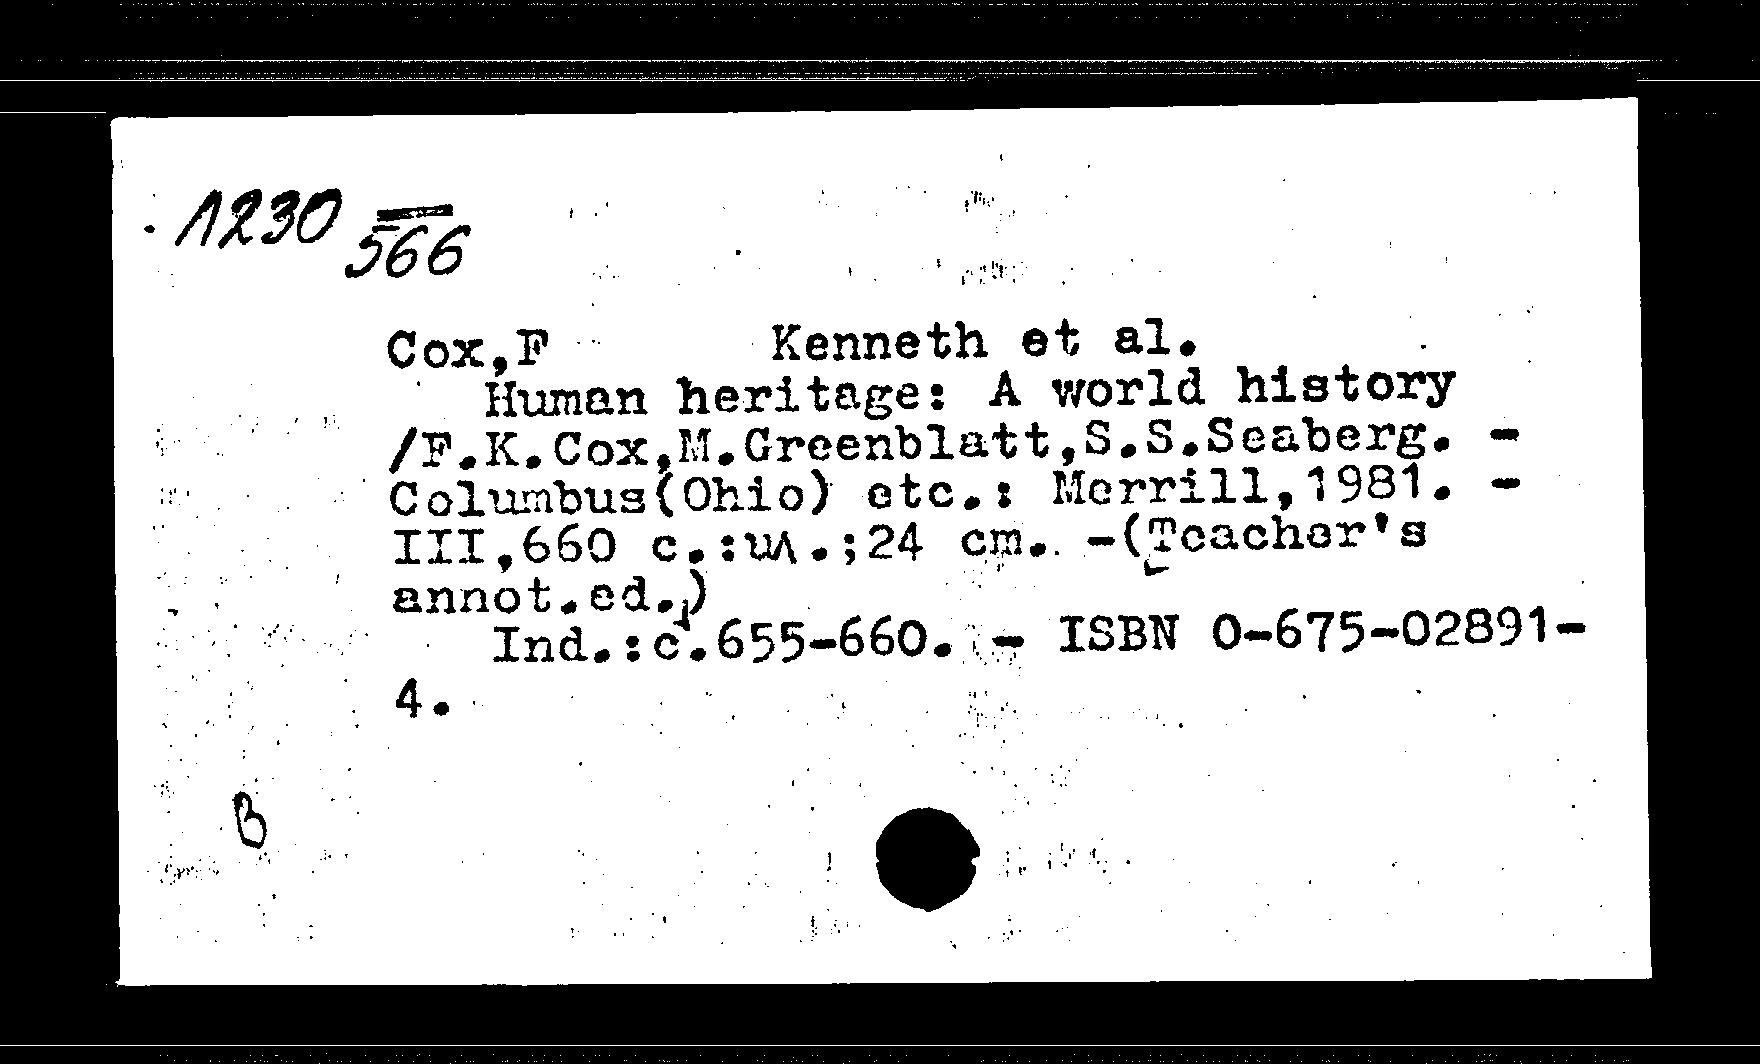 1230 566
Cox,F Kenneth et al.
Human heritage: A world history
/F.K.Cox,M.Greenblatt,S.S.Seaberg. -
Columbus(Ohio) etc.: Merrill,1981. -
III,660 c.:ил.;24 cm. -(Teacher's
annot.ed.)
Ind.:c.655-660. - ISBN 0-675-02891-
4.
B